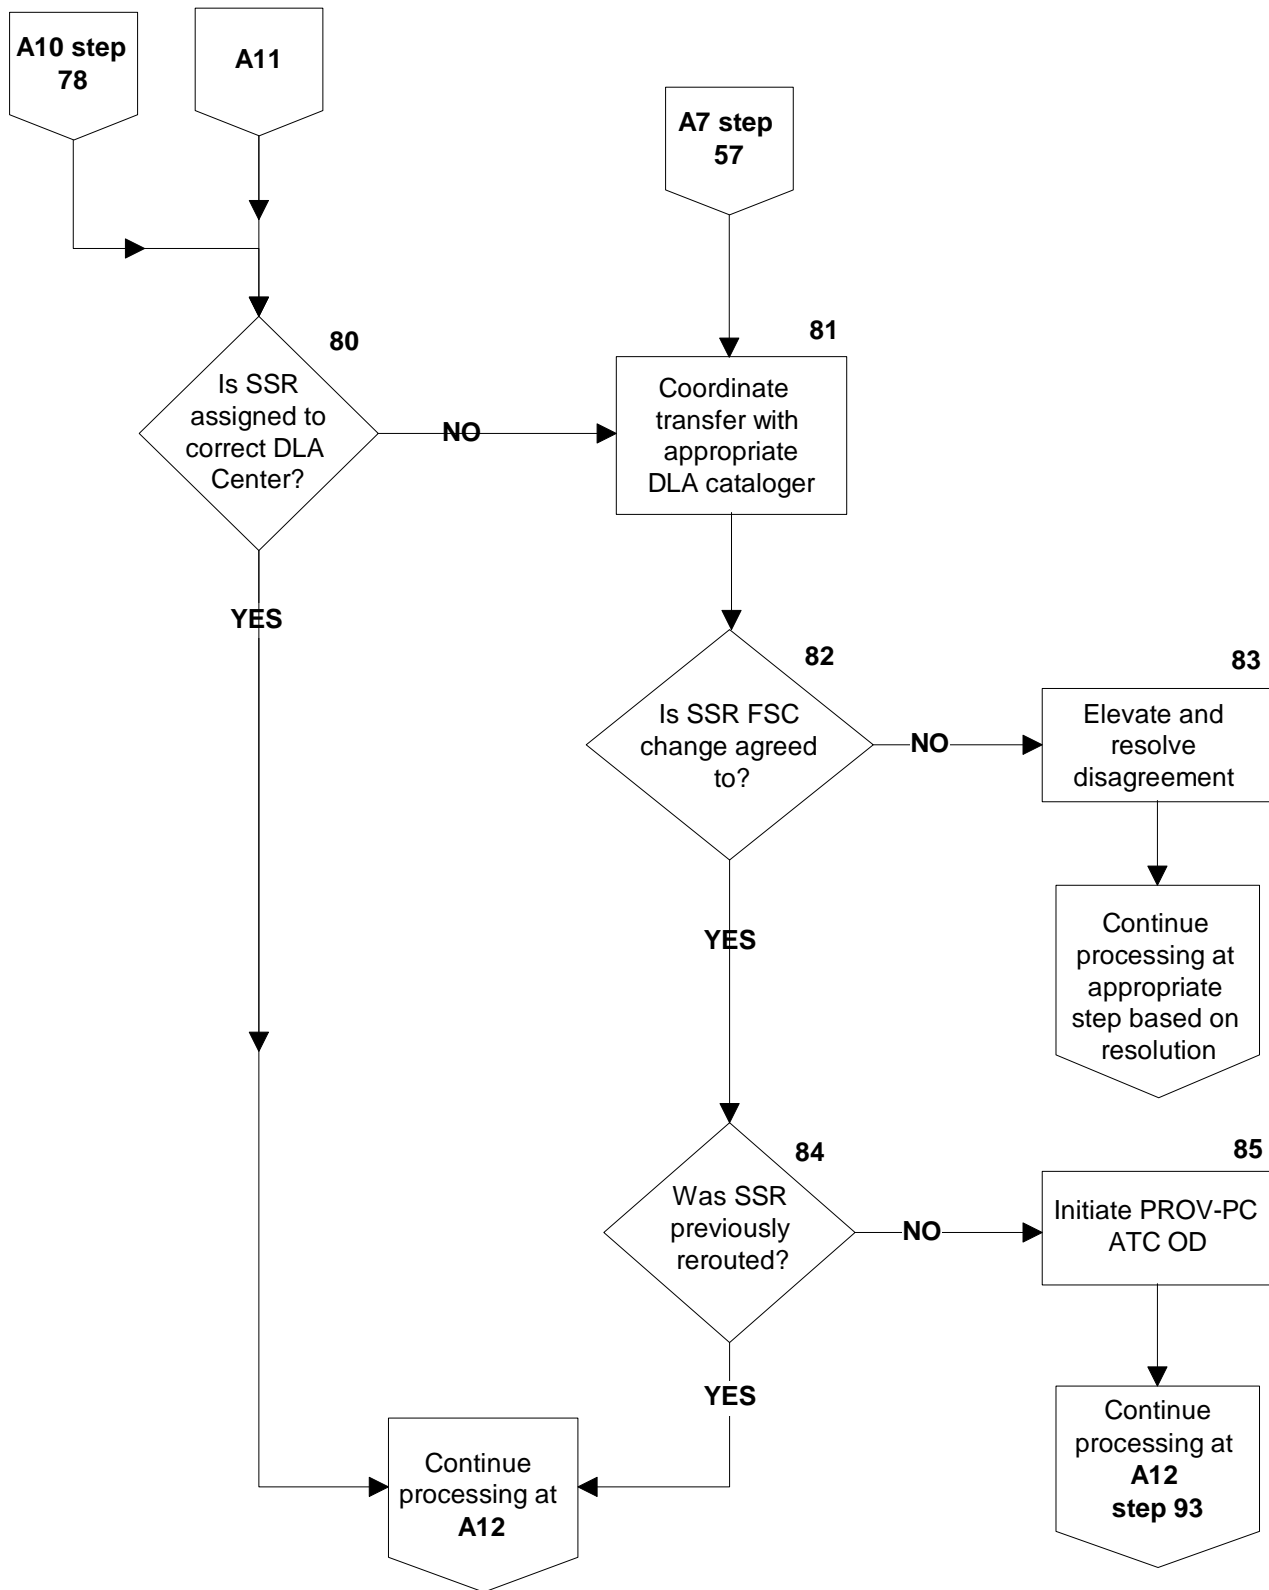 A10 step
78
A11
A7 step
57
80
Is SSR
assigned to
correct DLA
Center?
NO
81
Coordinate
transfer with
appropriate
DLA cataloger
YES
82
Is SSR FSC
change agreed
to?
NO
83
Elevate and
resolve
disagreement
Continue
processing at
appropriate
step based on
resolution
YES
84
Was SSR
previously
rerouted?
NO
85
Initiate PROV-PC
ATC OD
YES
Continue
processing at
A12
Continue
processing at
A12
step 93